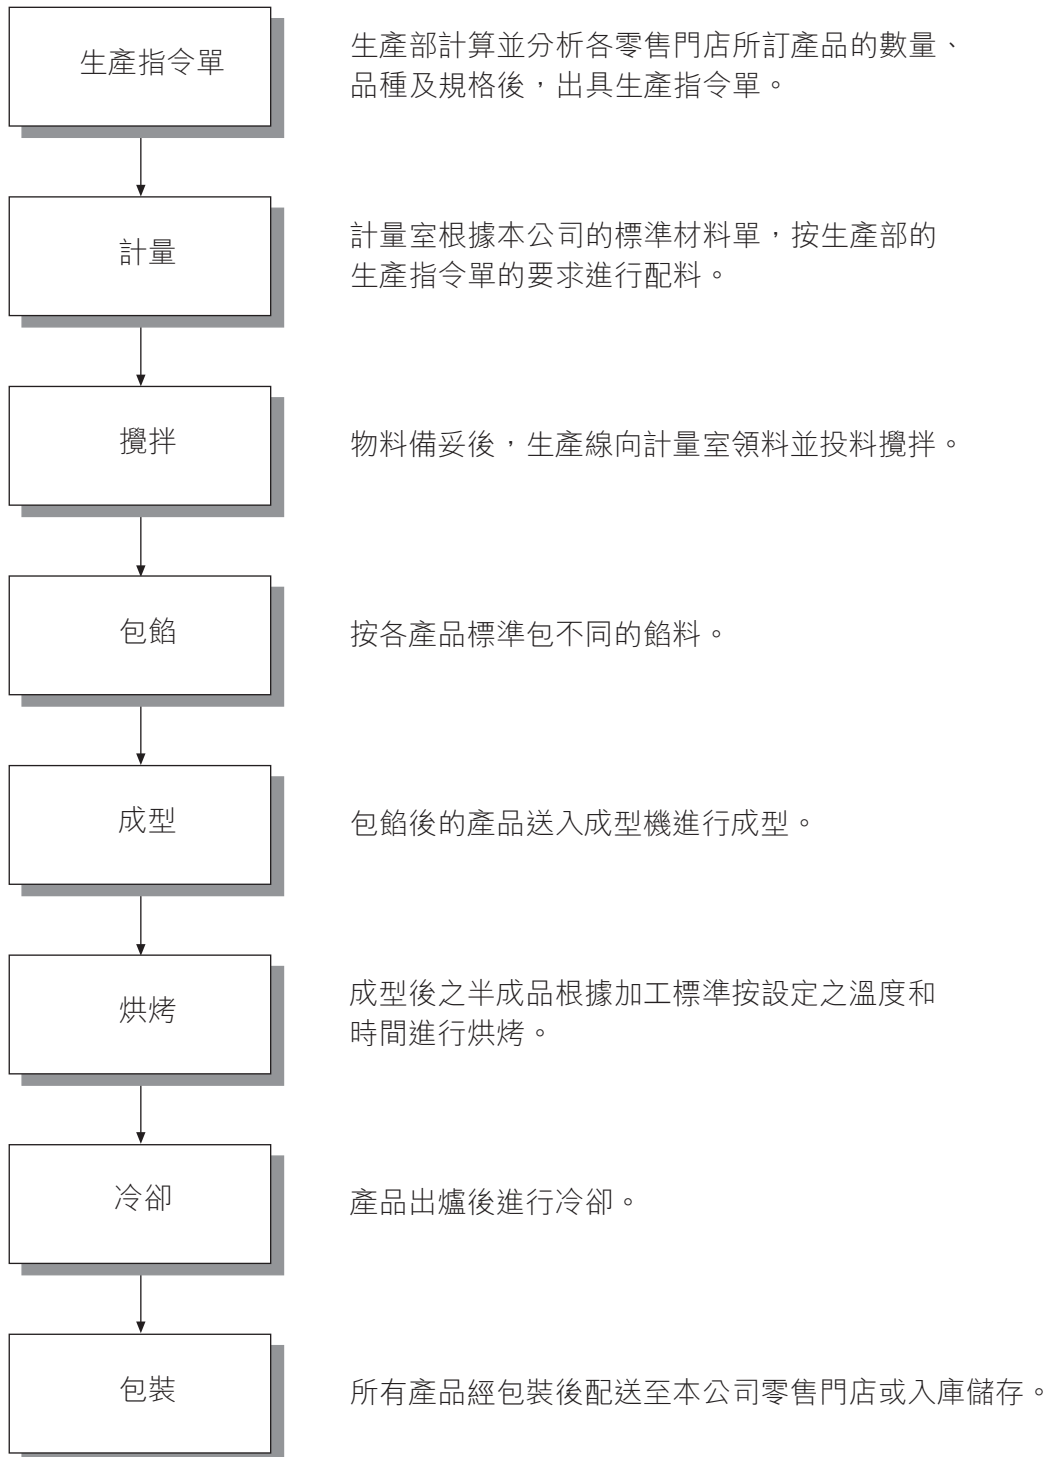 生產指令單
生產部計算並分析各零售門店所訂產品的數量、
品種及規格後，出具生產指令單。
計量
計量室根據本公司的標準材料單，按生產部的
生產指令單的要求進行配料。
攪拌
物料備妥後，生產線向計量室領料並投料攪拌。
包餡
按各產品標準包不同的餡料。
成型
包餡後的產品送入成型機進行成型。
烘烤
成型後之半成品根據加工標準按設定之溫度和
時間進行烘烤。
冷卻
產品出爐後進行冷卻。
包裝
所有產品經包裝後配送至本公司零售門店或入庫儲存。